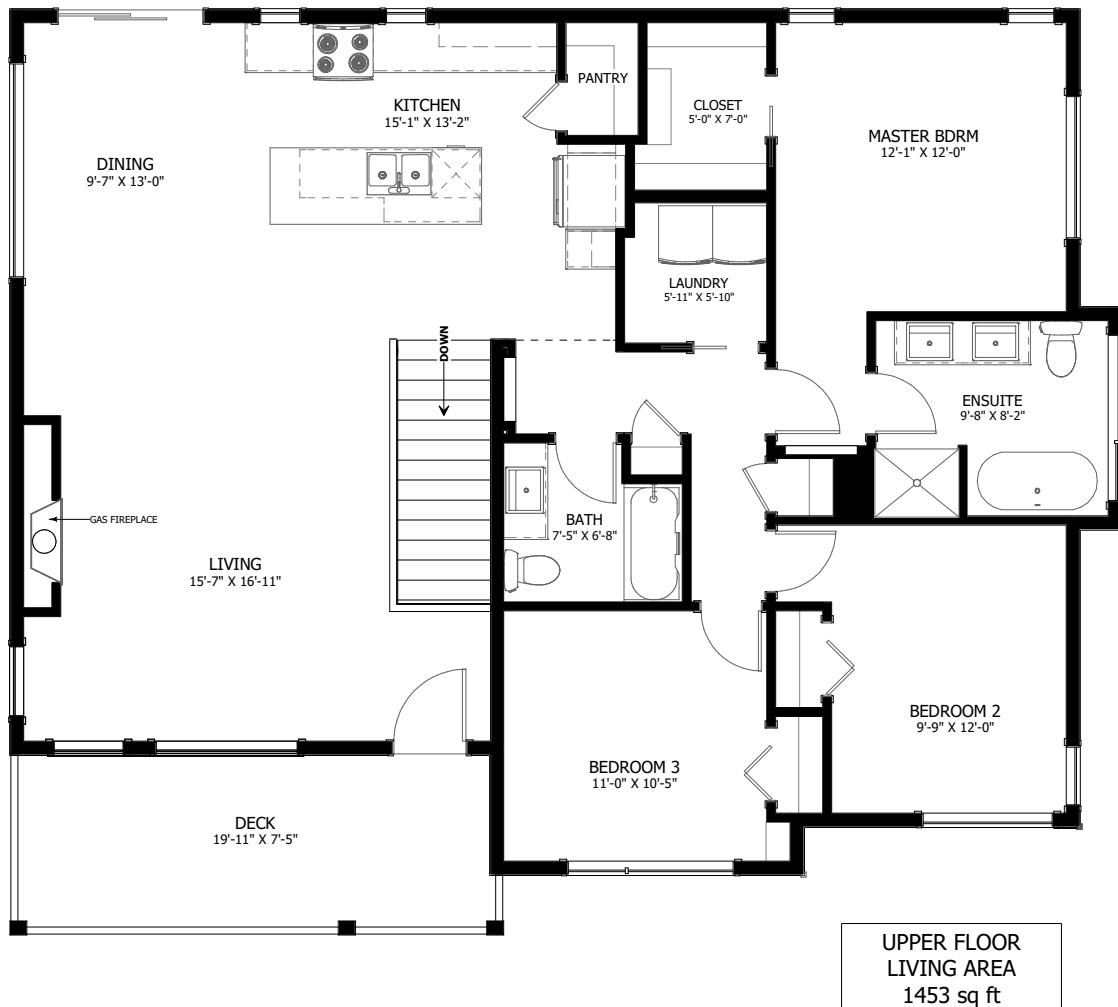 PANTRY
KITCHEN
15'-1" X 13'-2"
CLOSET
5'-0" X 7'-0"
MASTER BDRM
12'-1" X 12'-0"
DINING
9'-7" X 13'-0"
LAUNDRY
5'-11" X 5'-10"
DOWN
ENSUITE
9'-8" X 8'-2"
GAS FIREPLACE
BATH
7'-5" X 6'-8"
LIVING
15'-7" X 16'-11"
BEDROOM 2
9'-9" X 12'-0"
BEDROOM 3
11'-0" X 10'-5"
DECK
19'-11" X 7'-5"
UPPER FLOOR
LIVING AREA
1453 sq ft